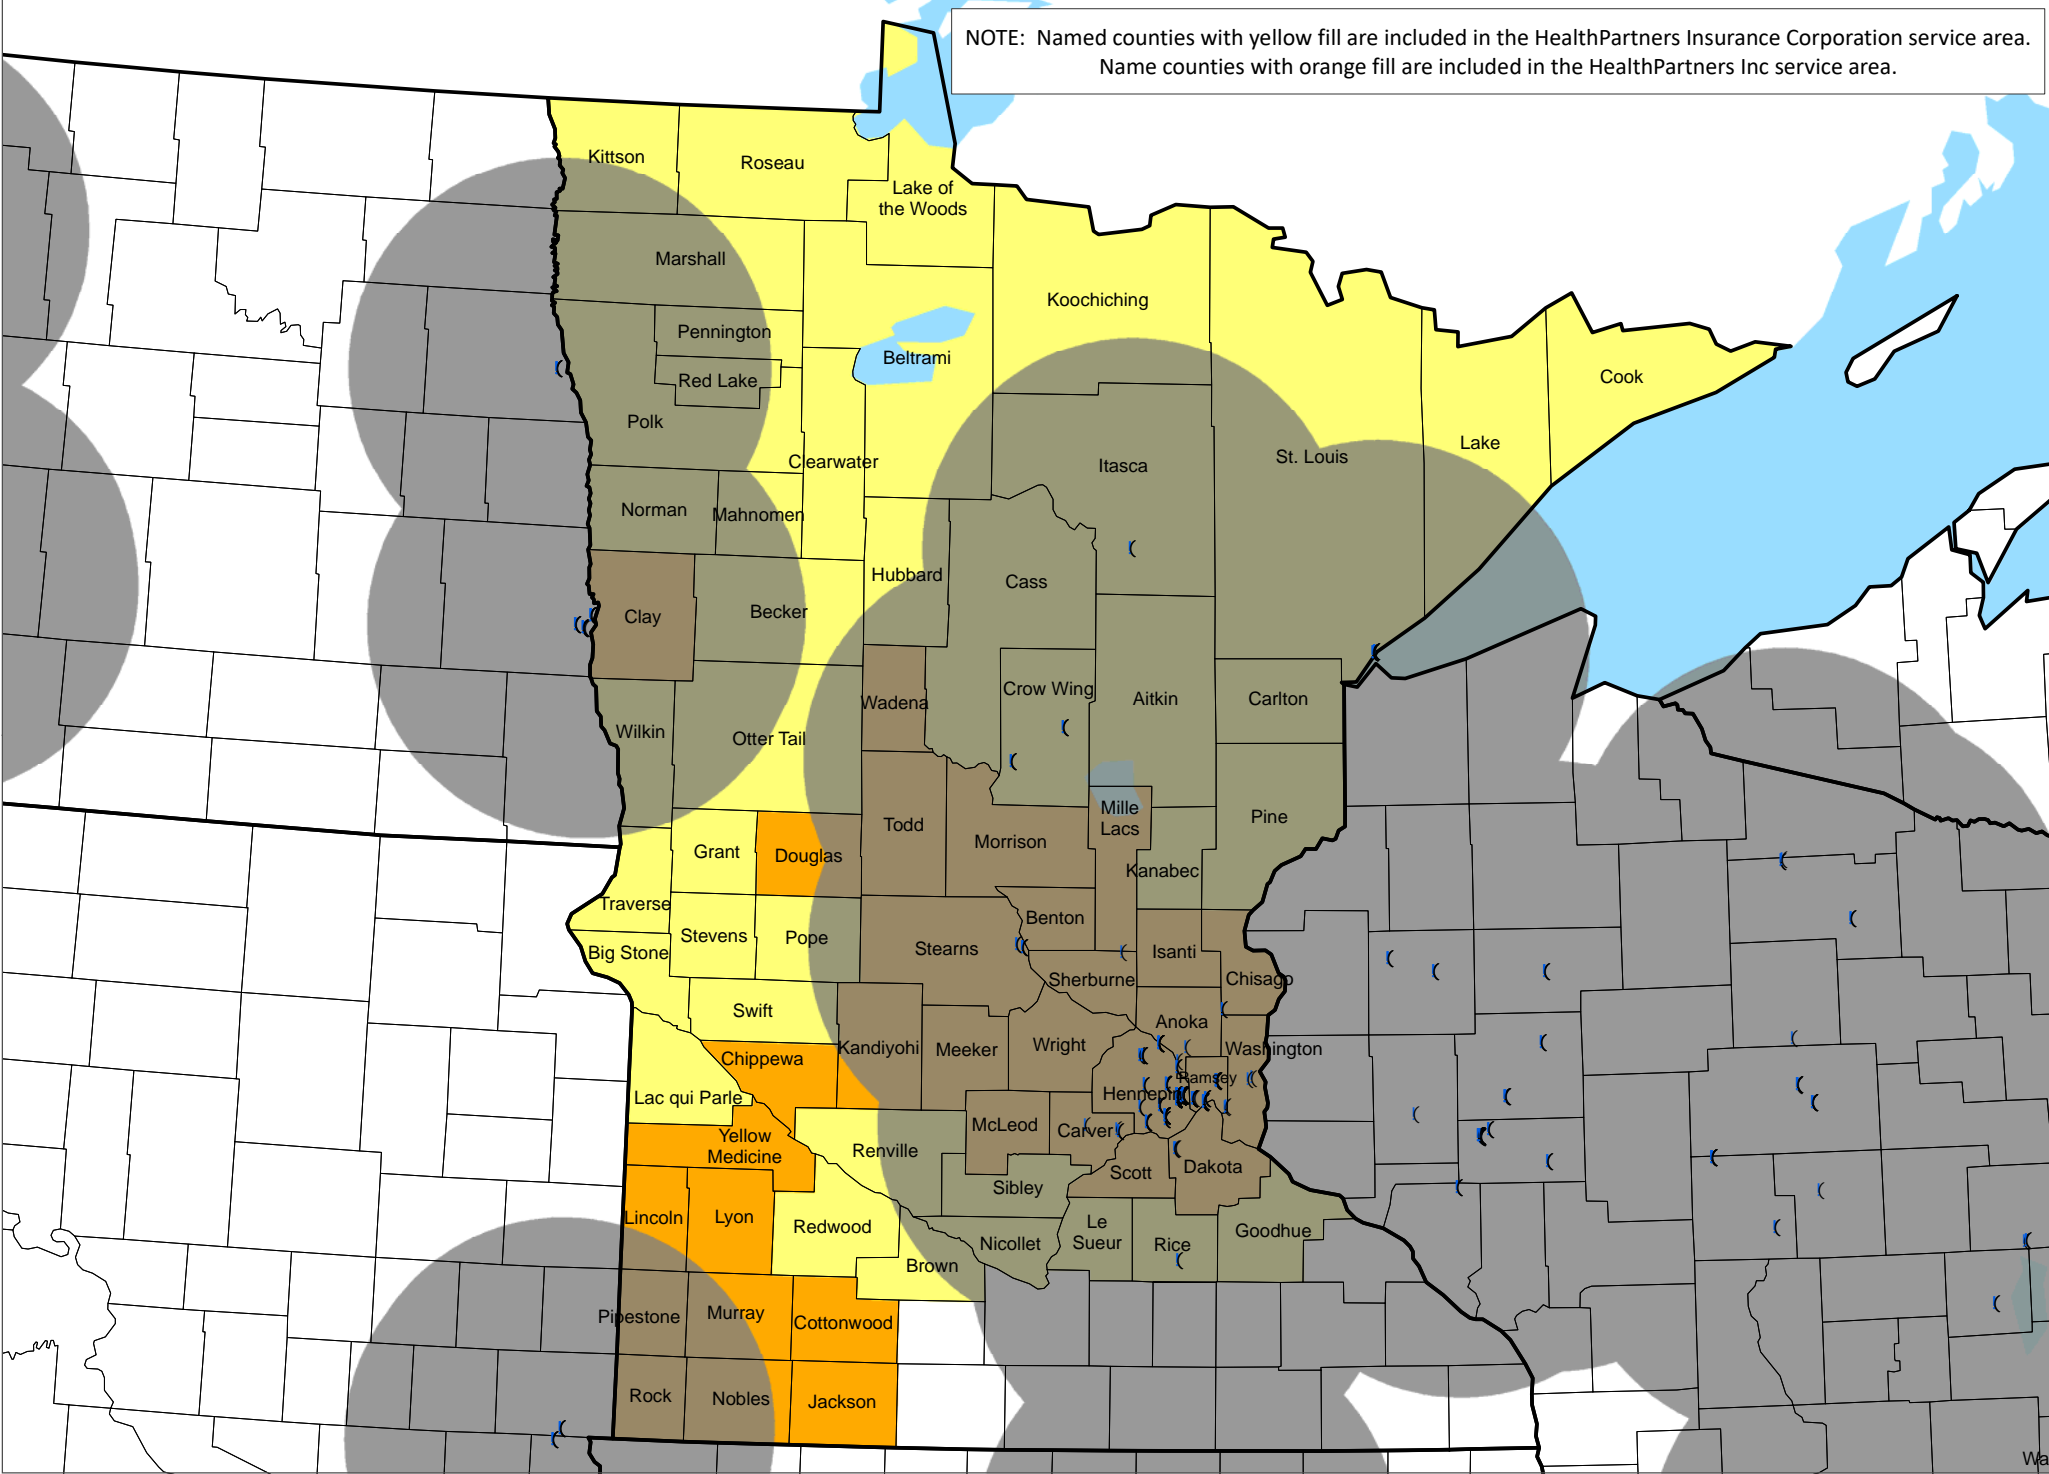 NOTE: Named counties with yellow fill are included in the HealthPartners Insurance Corporation service area.
Name counties with orange fill are included in the HealthPartners Inc service area.
Kittson
Roseau
Lake of
the Woods
Marshall
Koochiching
Pennington
Beltrami
Red Lake
Cook
Polk
Lake
Clearwater
Itasca
St. Louis
Norman
Mahnomen
Hubbard
Cass
Clay
Becker
Wadena
Crow Wing
Aitkin
Carlton
Wilkin
Otter Tail
Mille
Lacs
Pine
Todd
Morrison
Grant
Douglas
Kanabec
Traverse
Benton
Stevens
Pope
Stearns
Isanti
Big Stone
Sherburne
Chisago
Swift
Anoka
Chippewa
Kandiyohi
Meeker
Wright
Washington
Ramsey
Lac qui Parle
Hennepin
McLeod
Carver
Yellow
Medicine
Renville
Scott
Dakota
Sibley
Lincoln
Lyon
Redwood
Le
Sueur
Nicollet
Rice
Goodhue
Brown
Pipestone
Murray
Cottonwood
Rock
Nobles
Jackson
Wa